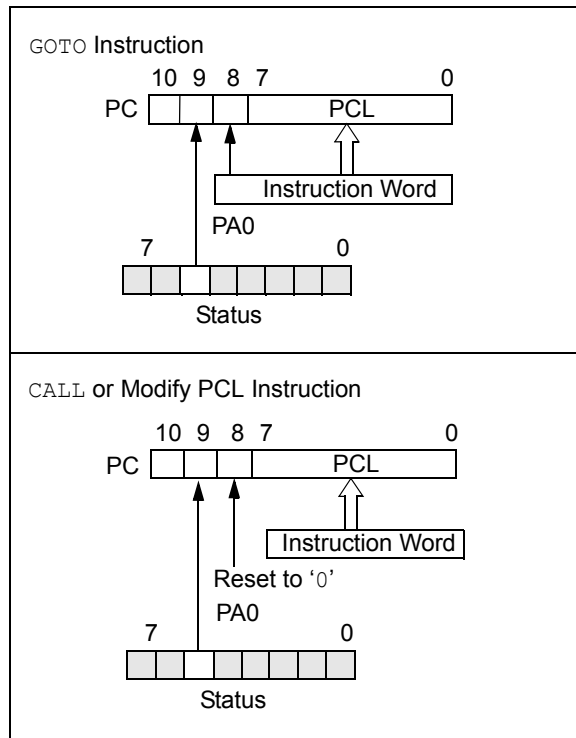 GOTO Instruction
10 9 8 7 0
PC PCL
Instruction Word
PA0
7 0
Status
CALL or Modify PCL Instruction
10 9 8 7 0
PC PCL
Instruction Word
Reset to ‘0’
PA0
7 0
Status